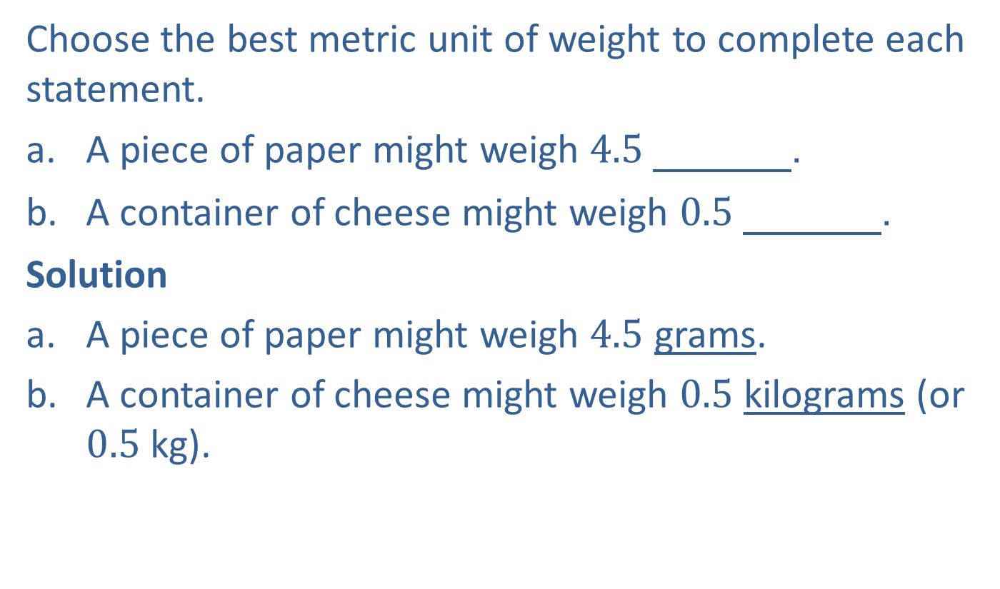 Choose the best metric unit of weight to complete each
statement.
a. A piece of paper might weigh 4.5 _______.
b. A container of cheese might weigh 0.5 _______.
Solution
a. A piece of paper might weigh 4.5 grams.
b. A container of cheese might weigh 0.5 kilograms (or
0.5 kg).